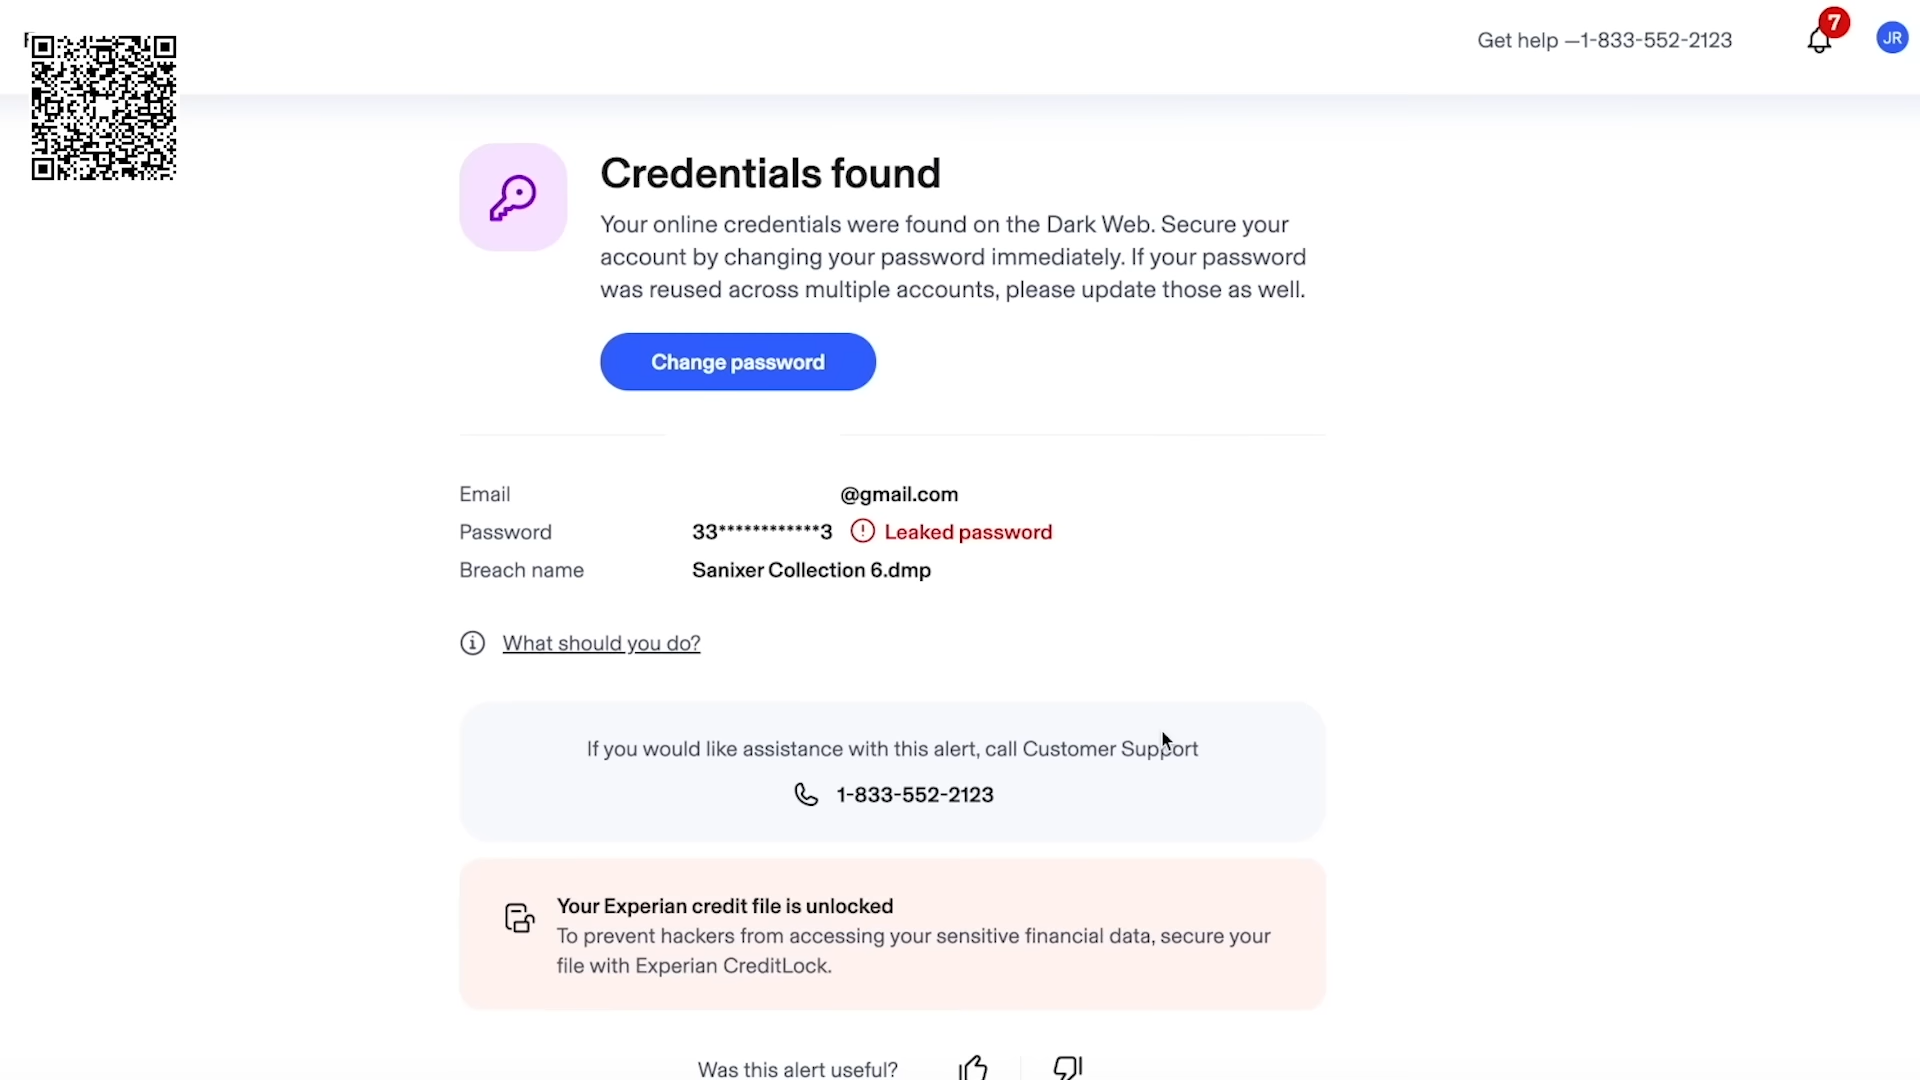 Get help —1-833-552-2123
7
JR
Credentials found
Your online credentials were found on the Dark Web. Secure your
account by changing your password immediately. If your password
was reused across multiple accounts, please update those as well.
Change password
Email @gmail.com
Password 33************3 Leaked password
Breach name Sanixer Collection 6.dmp
What should you do?
If you would like assistance with this alert, call Customer Support
1-833-552-2123
Your Experian credit file is unlocked
To prevent hackers from accessing your sensitive financial data, secure your
file with Experian CreditLock.
Was this alert useful?